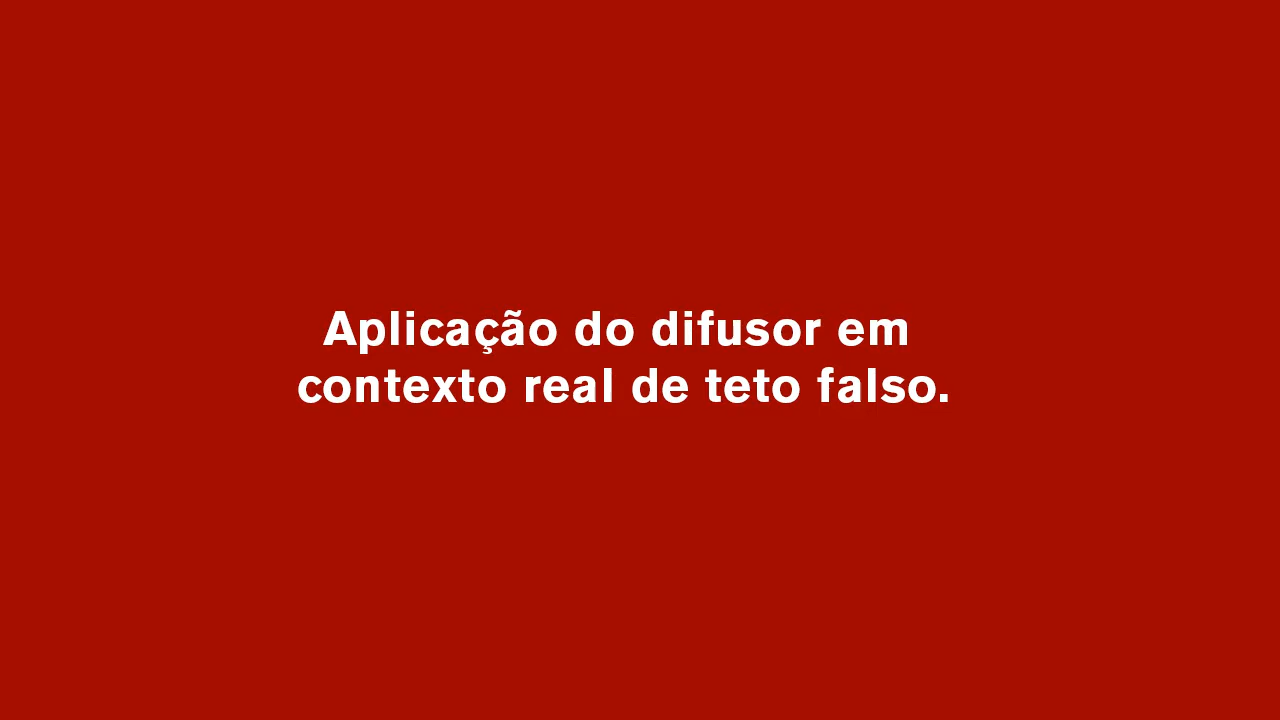 Aplicação do difusor em
contexto real de teto falso.